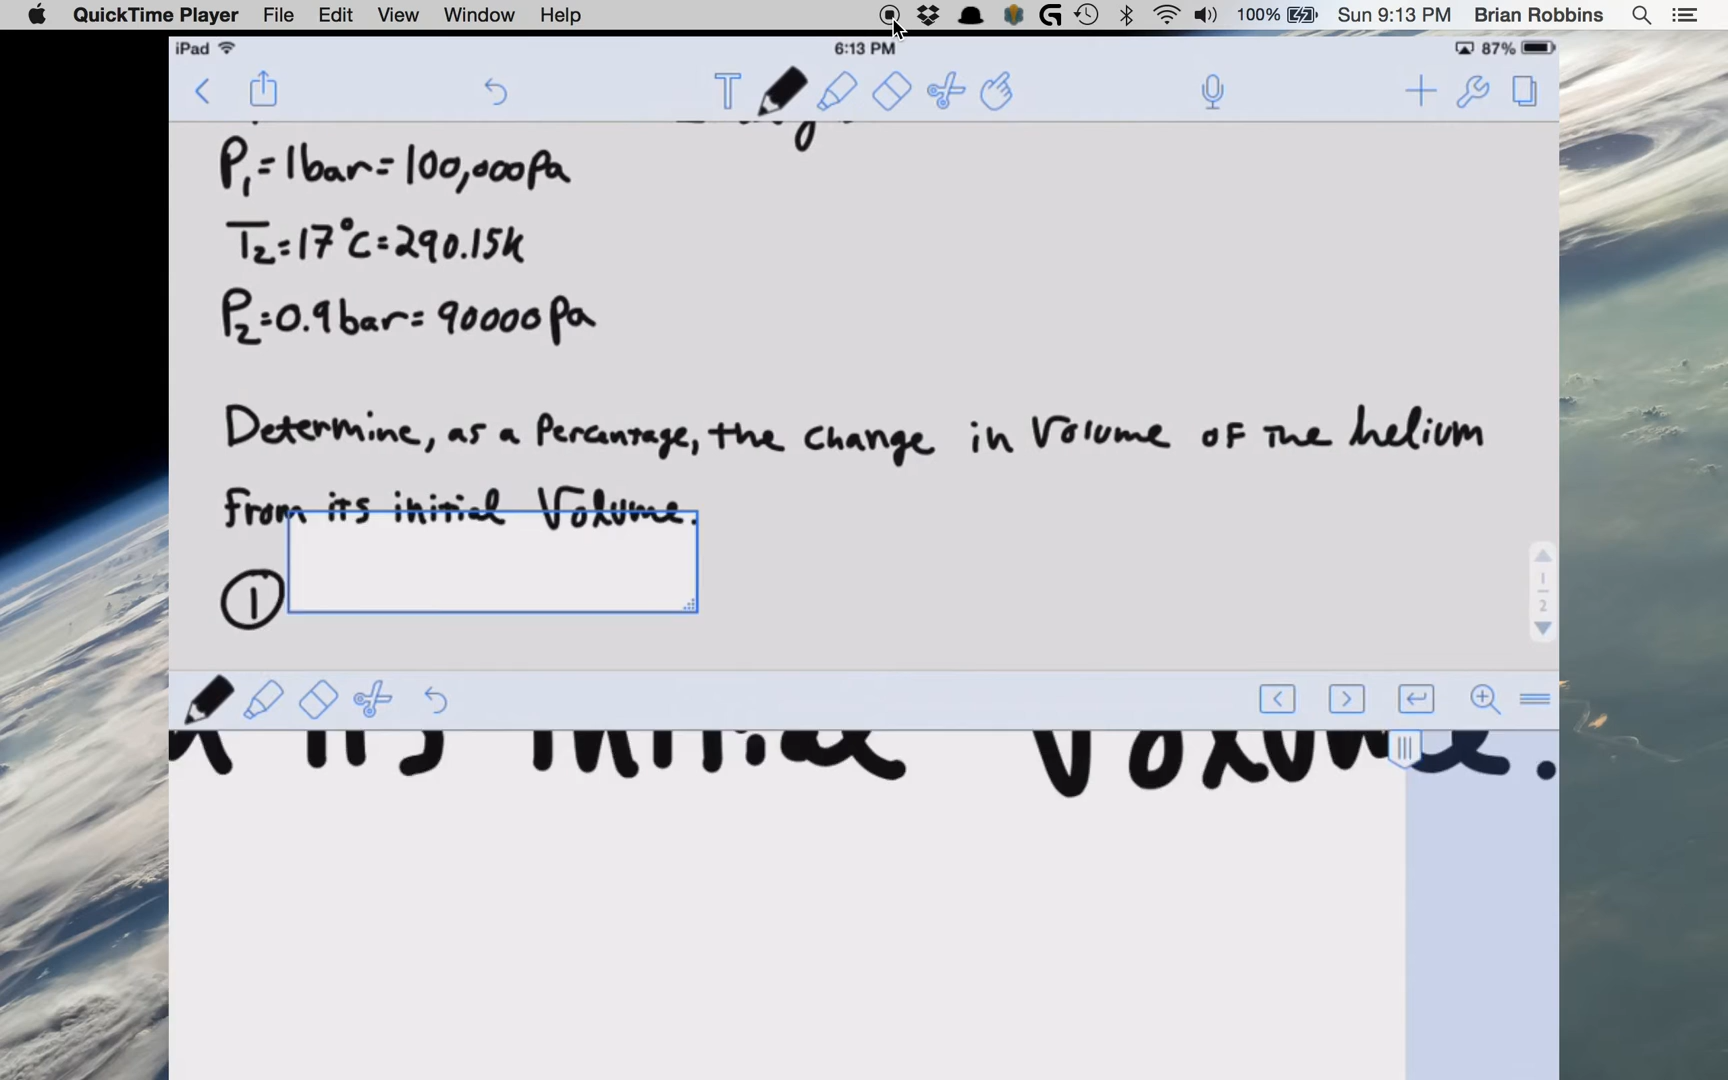 QuickTime Player File Edit View Window Help 100% Sun 9:13 PM Brian Robbins
iPad 6:13 PM 87%
T
P₁=1bar=100,000Pa
T₂=17°C=290.15K
P₂=0.9bar=90000Pa
Determine, as a Percentage, the change in Volume of the helium
from its initial Volume.
1
1
2
its initial Volume.